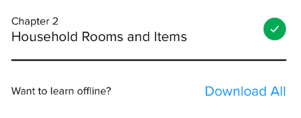 Chapter 2
Household Rooms and Items
Want to learn offline? Download All